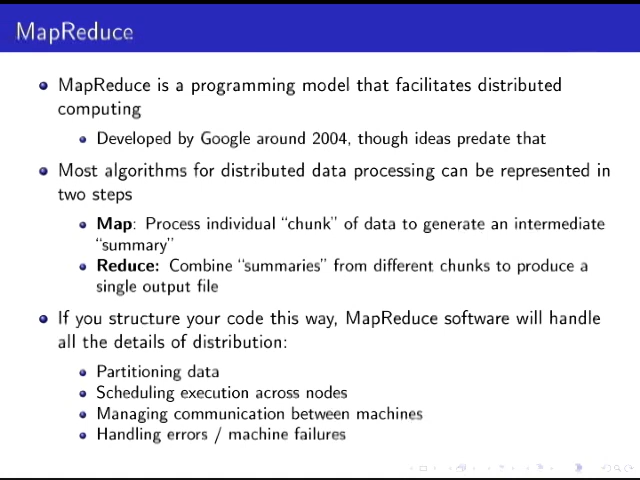 MapReduce
MapReduce is a programming model that facilitates distributed
computing
Developed by Google around 2004, though ideas predate that
Most algorithms for distributed data processing can be represented in
two steps
Map: Process individual “chunk” of data to generate an intermediate
“summary”
Reduce: Combine “summaries” from different chunks to produce a
single output file
If you structure your code this way, MapReduce software will handle
all the details of distribution:
Partitioning data
Scheduling execution across nodes
Managing communication between machines
Handling errors / machine failures